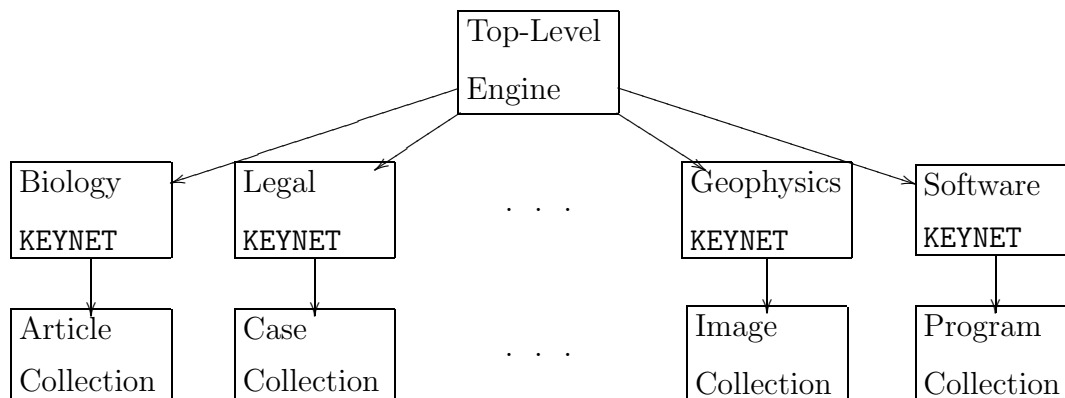 Top-Level
Engine
Biology
KEYNET
Legal
KEYNET
. . .
Geophysics
KEYNET
Software
KEYNET
Article
Collection
Case
Collection
. . .
Image
Collection
Program
Collection